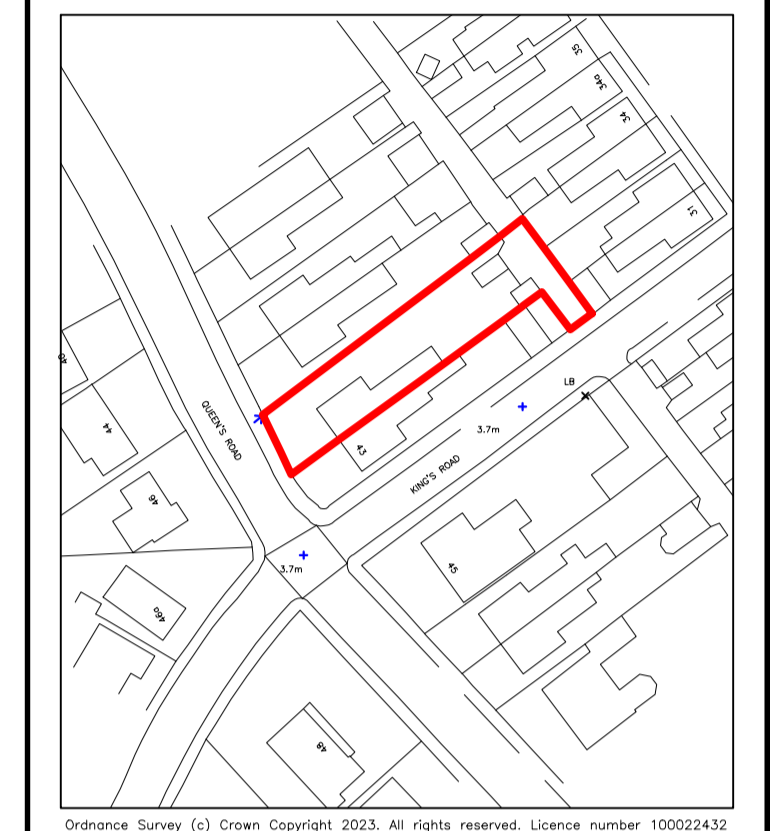 35
34a
34
31
40
44
QUEEN'S ROAD
43
LB
3.7m
KING'S ROAD
46
3.7m
45
46a
48
Ordnance Survey (c) Crown Copyright 2023. All rights reserved. Licence number 100022432